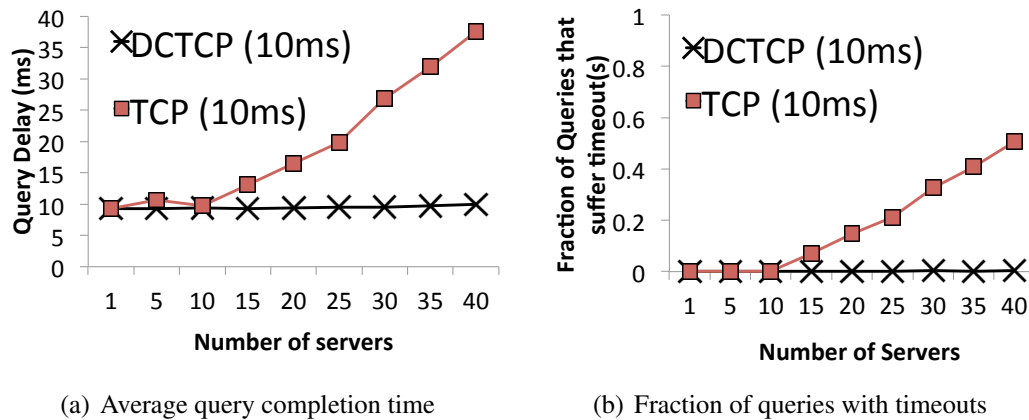 40
35
30
25
20
15
10
5
0
Query Delay (ms)
DCTCP (10ms)
TCP (10ms)
1 5 10 15 20 25 30 35 40
Number of servers
(a) Average query completion time
1
0.8
0.6
0.4
0.2
0
Fraction of Queries that
suffer timeout(s)
DCTCP (10ms)
TCP (10ms)
1 5 10 15 20 25 30 35 40
Number of Servers
(b) Fraction of queries with timeouts